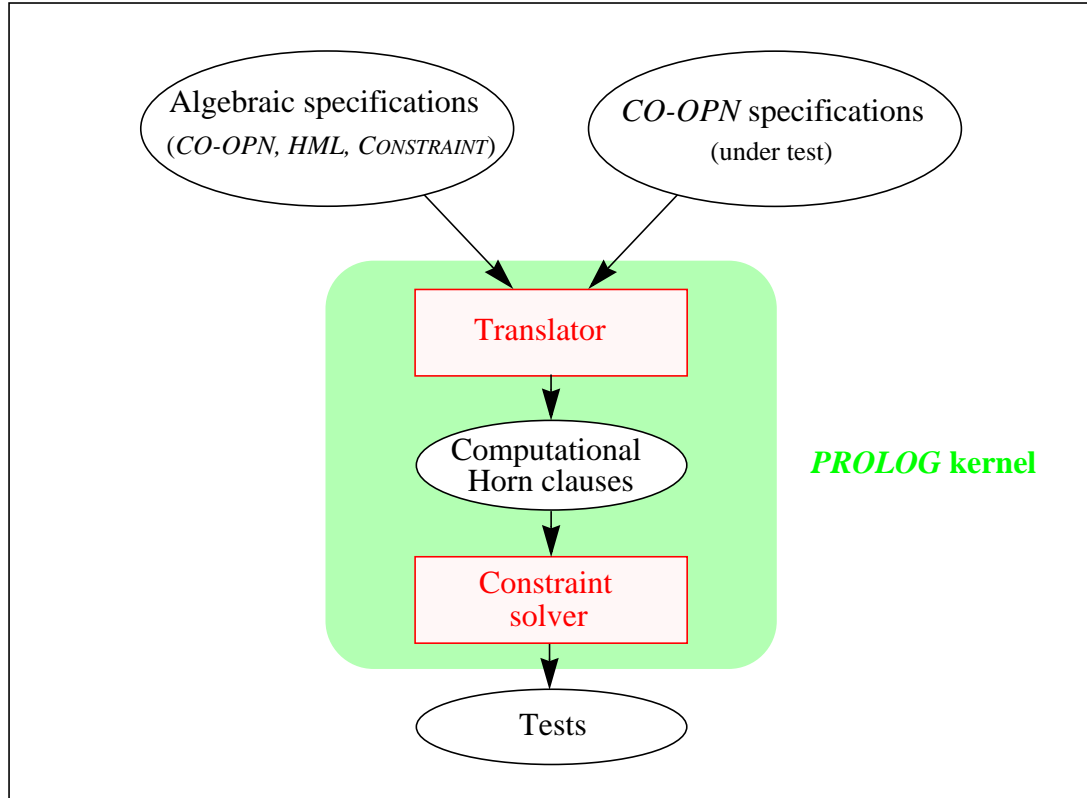 Algebraic specifications
(CO-OPN, HML, CONSTRAINT)
CO-OPN specifications
(under test)
Translator
Computational
Horn clauses
PROLOG kernel
Constraint
solver
Tests